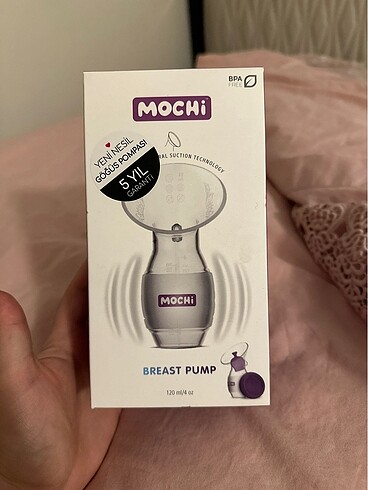 BPA
FREE
MOCHi
YENİ NESİL
GÖĞÜS POMPASI
5 YIL
GARANTİ
SUCTION TECHNOLOGY
MOCHi
BREAST PUMP
120 ml/4 oz